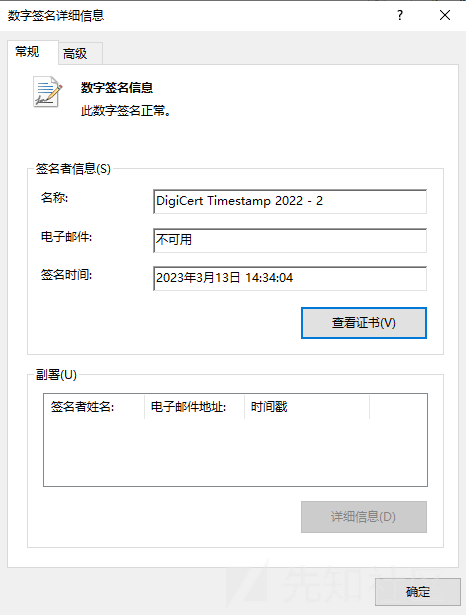 数字签名详细信息
?
常规
高级
数字签名信息
此数字签名正常。
签名者信息(S)
名称:
DigiCert Timestamp 2022 - 2
电子邮件:
不可用
签名时间:
2023年3月13日 14:34:04
查看证书(V)
副署(U)
签名者姓名: 电子邮件地址: 时间戳
详细信息(D)
先知社区
确定